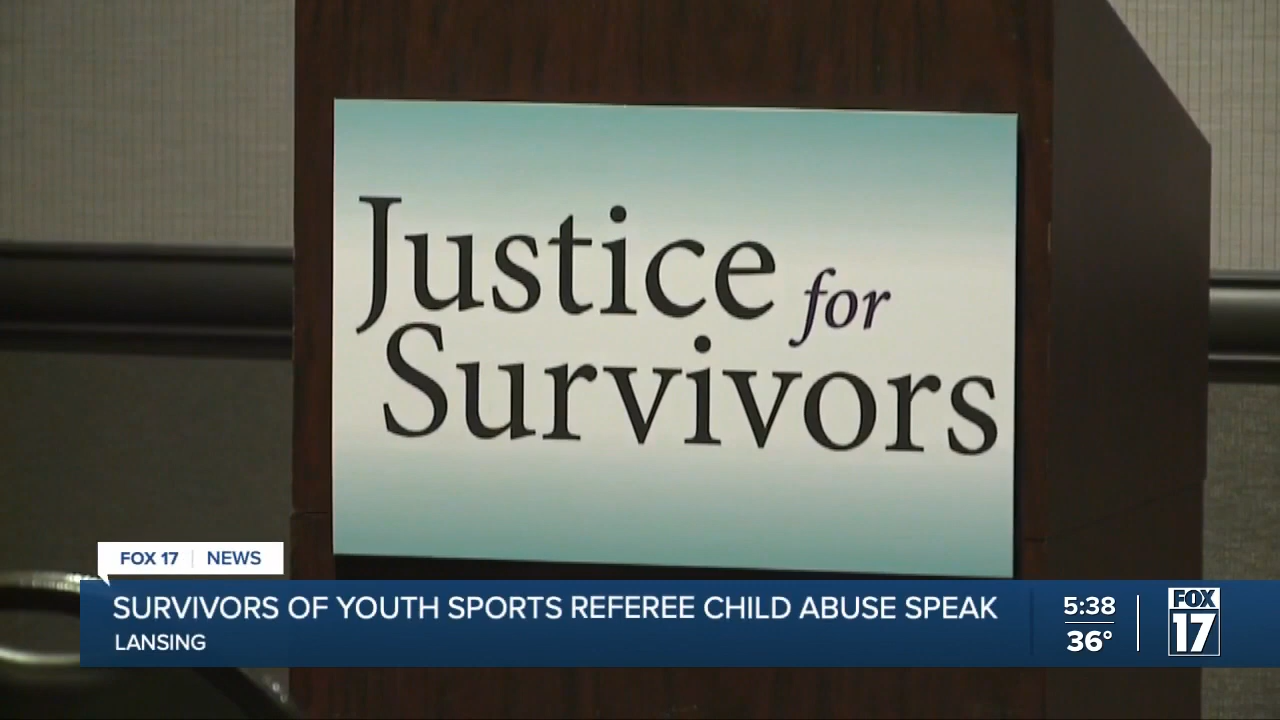 Justice for
Survivors
FOX 17 | NEWS
SURVIVORS OF YOUTH SPORTS REFEREE CHILD ABUSE SPEAK
LANSING
5:38
36°
FOX
17